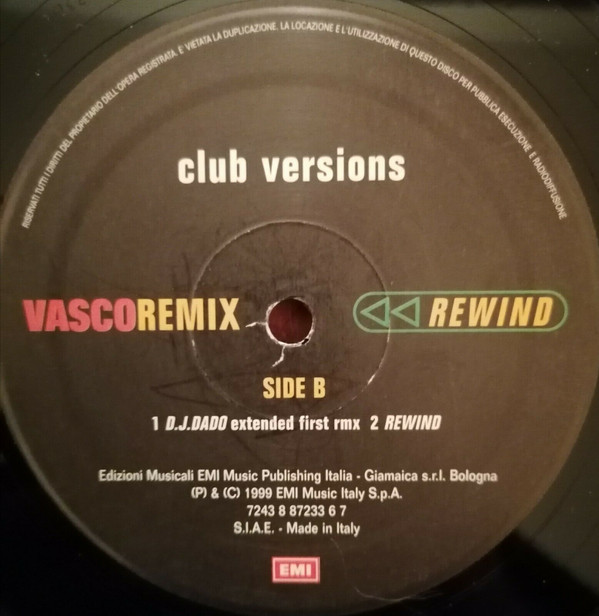 RISERVATI TUTTI I DIRITTI DEL PROPRIETARIO DELL'OPERA REGISTRATA. E' VIETATA LA DUPLICAZIONE, LA LOCAZIONE E L'UTILIZZAZIONE DI QUESTO DISCO PER PUBBLICA ESECUZIONE E RADIODIFFUSIONE
club versions
VASCOREMIX
REWIND
SIDE B
1 D.J.DADO extended first rmx 2 REWIND
Edizioni Musicali EMI Music Publishing Italia - Giamaica s.r.l. Bologna
(P) & (C) 1999 EMI Music Italy S.p.A.
7243 8 87233 6 7
S.I.A.E. - Made in Italy
EMI